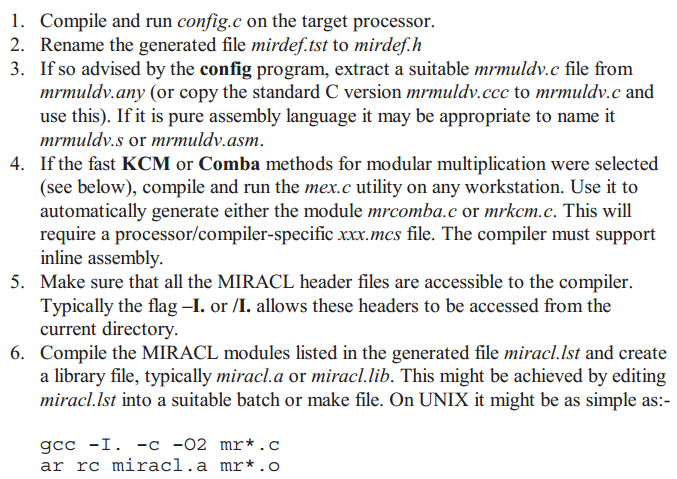 1. Compile and run config.c on the target processor.
2. Rename the generated file mirdef.tst to mirdef.h
3. If so advised by the config program, extract a suitable mrmuldv.c file from
mrmuldv.any (or copy the standard C version mrmuldv.ccc to mrmuldv.c and
use this). If it is pure assembly language it may be appropriate to name it
mrmuldv.s or mrmuldv.asm.
4. If the fast KCM or Comba methods for modular multiplication were selected
(see below), compile and run the mex.c utility on any workstation. Use it to
automatically generate either the module mrcomba.c or mrkcm.c. This will
require a processor/compiler-specific xxx.mcs file. The compiler must support
inline assembly.
5. Make sure that all the MIRACL header files are accessible to the compiler.
Typically the flag –I. or /I. allows these headers to be accessed from the
current directory.
6. Compile the MIRACL modules listed in the generated file miracl.lst and create
a library file, typically miracl.a or miracl.lib. This might be achieved by editing
miracl.lst into a suitable batch or make file. On UNIX it might be as simple as:-
gcc –I. –c –O2 mr*.c
ar rc miracl.a mr*.o